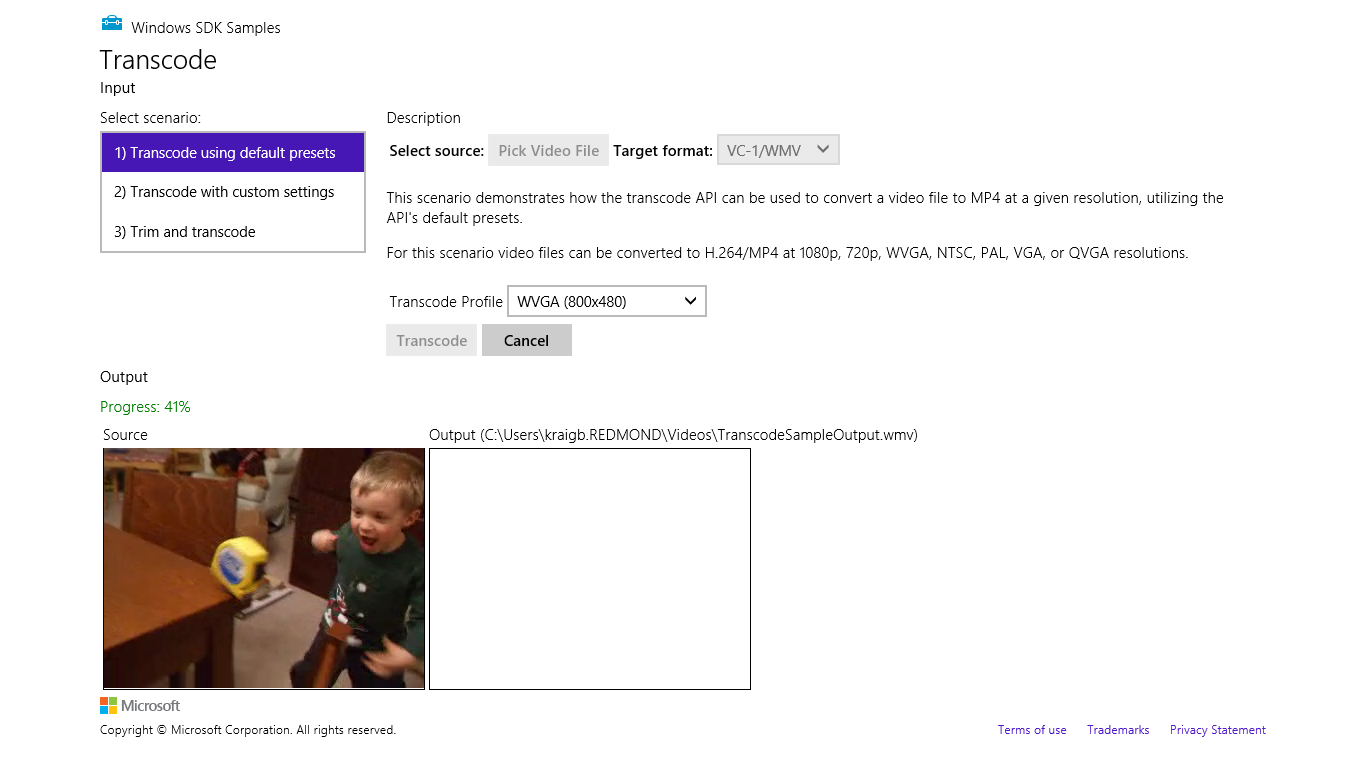 Windows SDK Samples
Transcode
Input
Select scenario:
1) Transcode using default presets
2) Transcode with custom settings
3) Trim and transcode
Description
Select source: Pick Video File Target format: VC-1/WMV
This scenario demonstrates how the transcode API can be used to convert a video file to MP4 at a given resolution, utilizing the
API's default presets.
For this scenario video files can be converted to H.264/MP4 at 1080p, 720p, WVGA, NTSC, PAL, VGA, or QVGA resolutions.
Transcode Profile WVGA (800x480)
Transcode Cancel
Output
Progress: 41%
Source
Output (C:\Users\kraigb.REDMOND\Videos\TranscodeSampleOutput.wmv)
Microsoft
Copyright © Microsoft Corporation. All rights reserved.
Terms of use Trademarks Privacy Statement